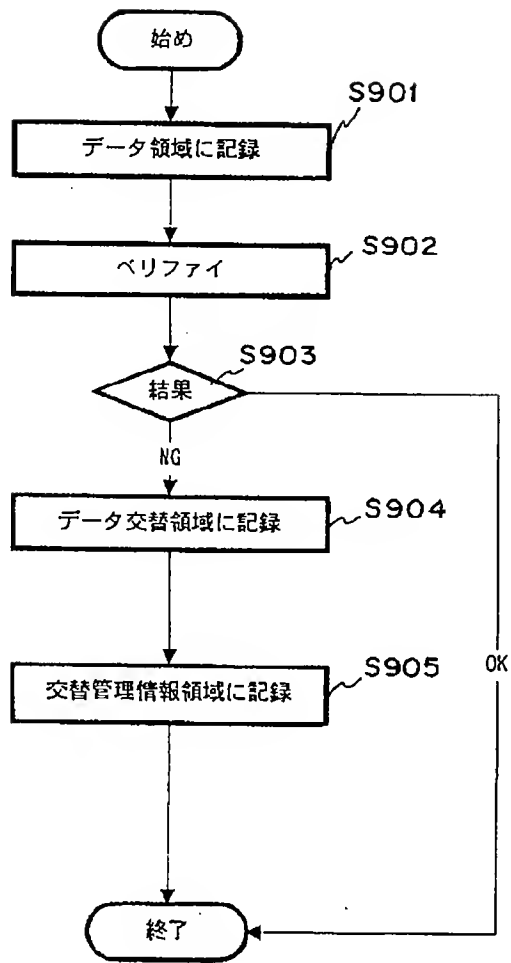 始め
S901
データ領域に記録
S902
ベリファイ
S903
結果
NG
S904
データ交替領域に記録
S905
交替管理情報領域に記録
OK
終了